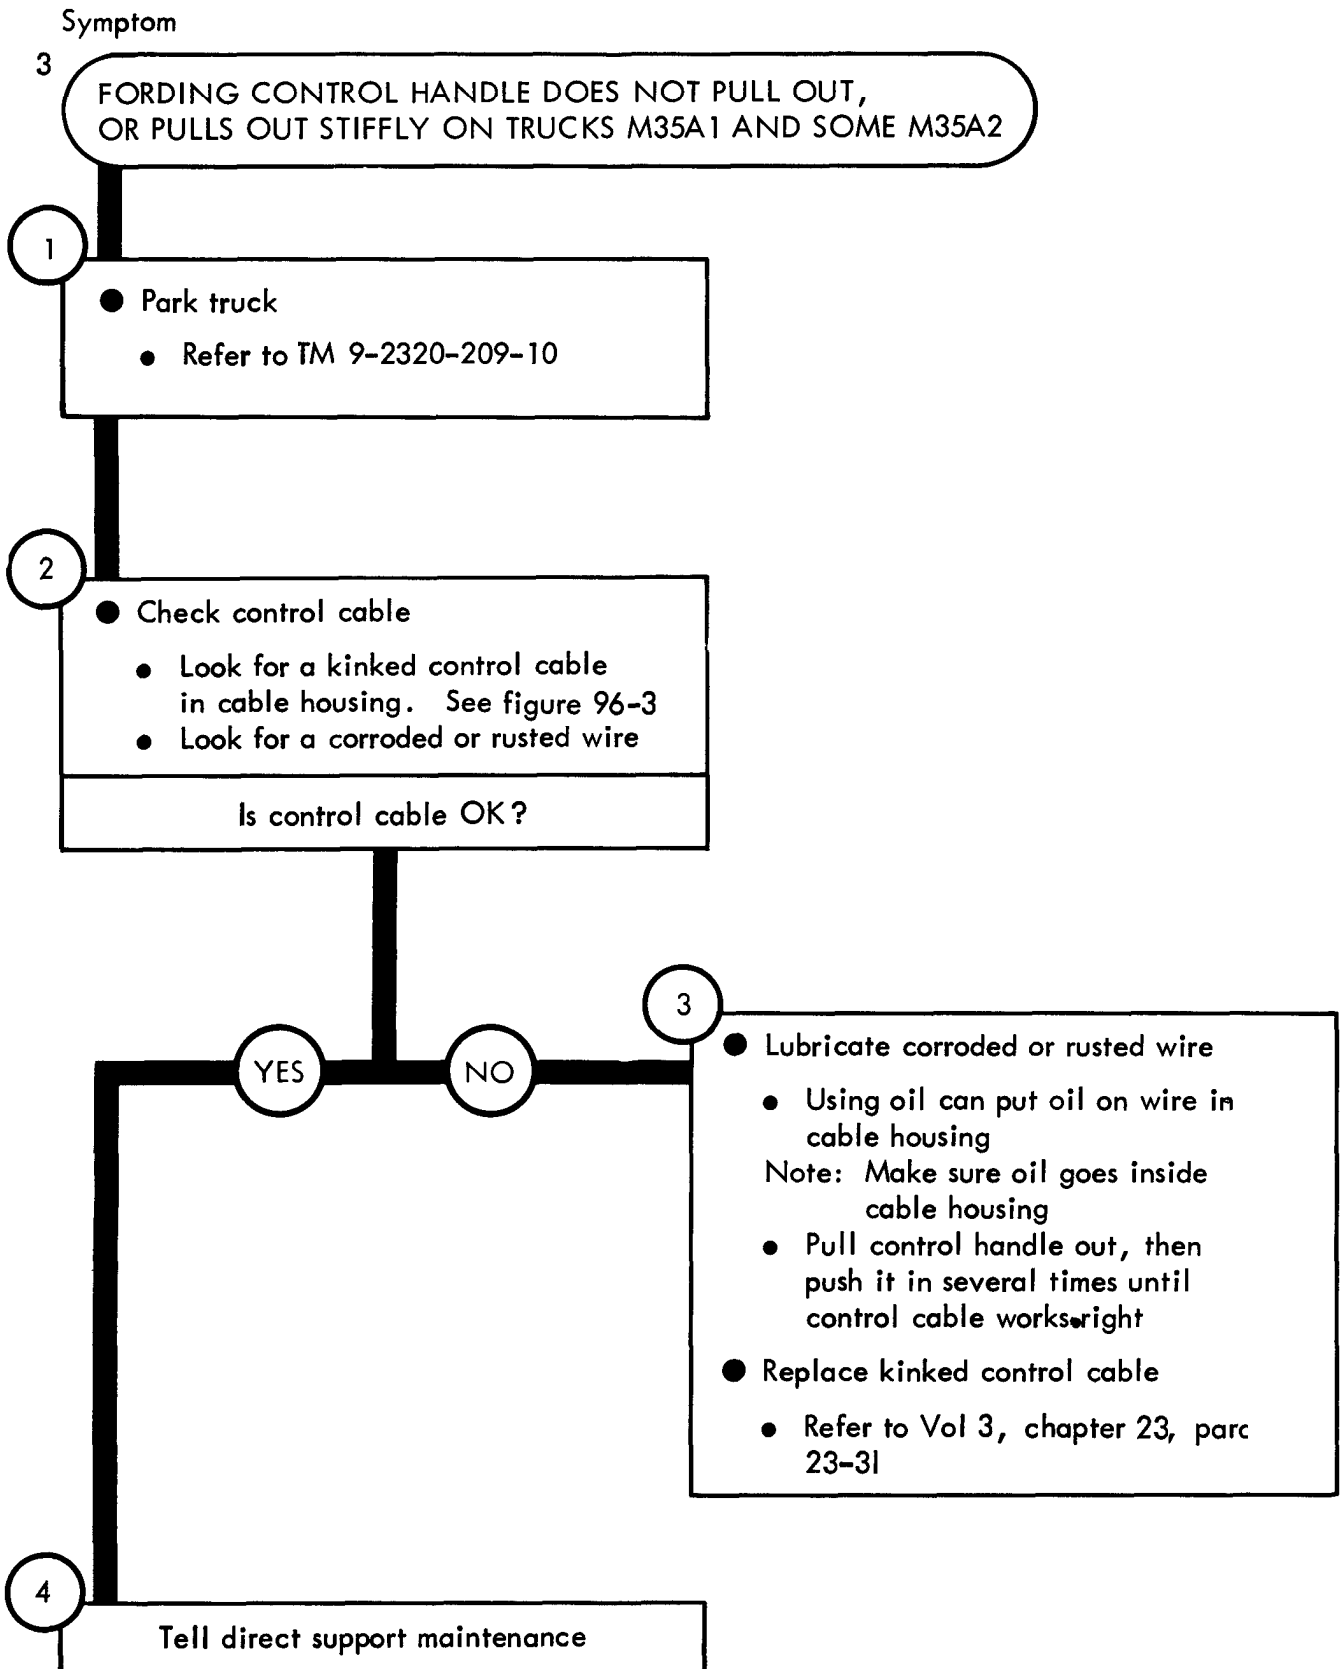 Symptom
3
FORDING CONTROL HANDLE DOES NOT PULL OUT,
OR PULLS OUT STIFFLY ON TRUCKS M35A1 AND SOME M35A2
1
● Park truck
● Refer to TM 9-2320-209-10
2
● Check control cable
● Look for a kinked control cable
in cable housing. See figure 96-3
● Look for a corroded or rusted wire
Is control cable OK?
YES
NO
3
● Lubricate corroded or rusted wire
● Using oil can put oil on wire in
cable housing
Note: Make sure oil goes inside
cable housing
● Pull control handle out, then
push it in several times until
control cable works right
● Replace kinked control cable
● Refer to Vol 3, chapter 23, para
23-31
4
Tell direct support maintenance